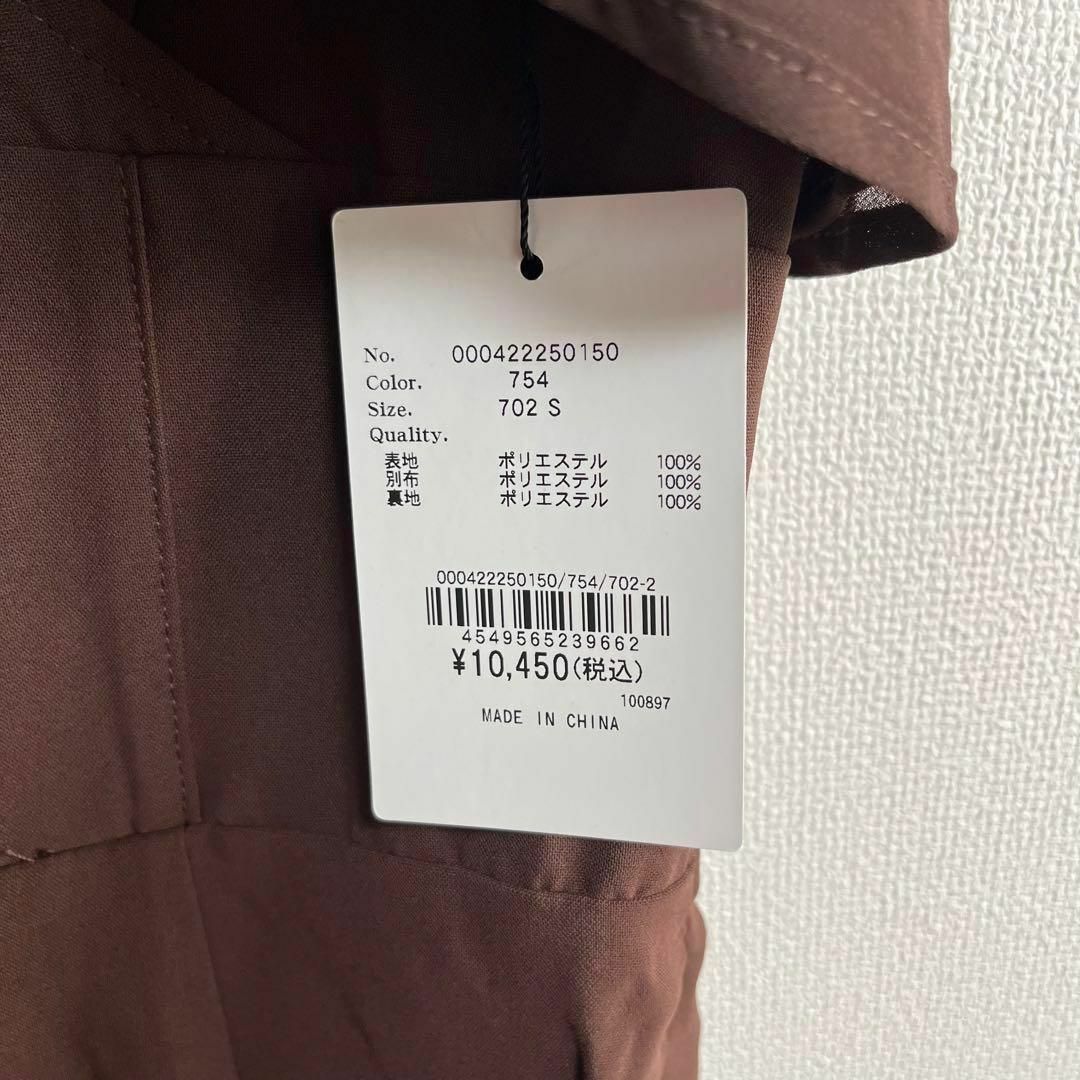 No. 000422250150
Color. 754
Size. 702 S
Quality.
表地 ポリエステル 100%
別布 ポリエステル 100%
裏地 ポリエステル 100%
000422250150/754/702-2
4549565239662
¥10,450(税込)
100897
MADE IN CHINA